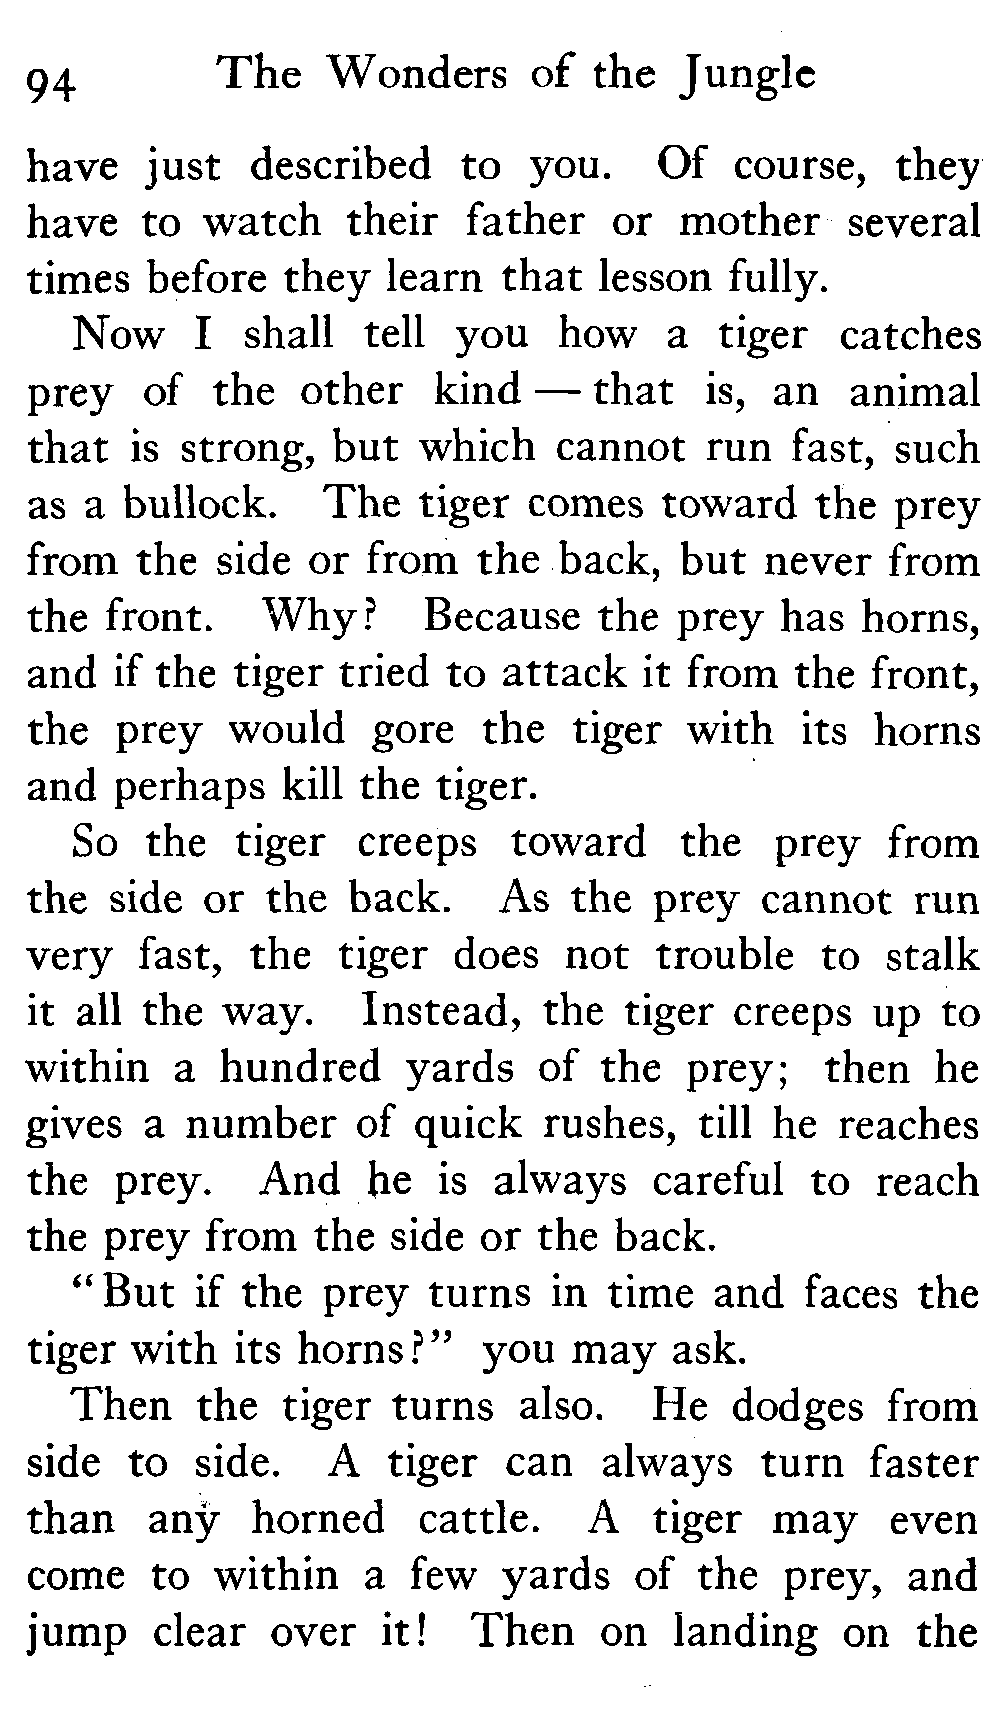 94 The Wonders of the Jungle
have just described to you. Of course, they
have to watch their father or mother several
times before they learn that lesson fully.
Now I shall tell you how a tiger catches
prey of the other kind — that is, an animal
that is strong, but which cannot run fast, such
as a bullock. The tiger comes toward the prey
from the side or from the back, but never from
the front. Why? Because the prey has horns,
and if the tiger tried to attack it from the front,
the prey would gore the tiger with its horns
and perhaps kill the tiger.
So the tiger creeps toward the prey from
the side or the back. As the prey cannot run
very fast, the tiger does not trouble to stalk
it all the way. Instead, the tiger creeps up to
within a hundred yards of the prey; then he
gives a number of quick rushes, till he reaches
the prey. And he is always careful to reach
the prey from the side or the back.
"But if the prey turns in time and faces the
tiger with its horns?" you may ask.
Then the tiger turns also. He dodges from
side to side. A tiger can always turn faster
than any horned cattle. A tiger may even
come to within a few yards of the prey, and
jump clear over it! Then on landing on the